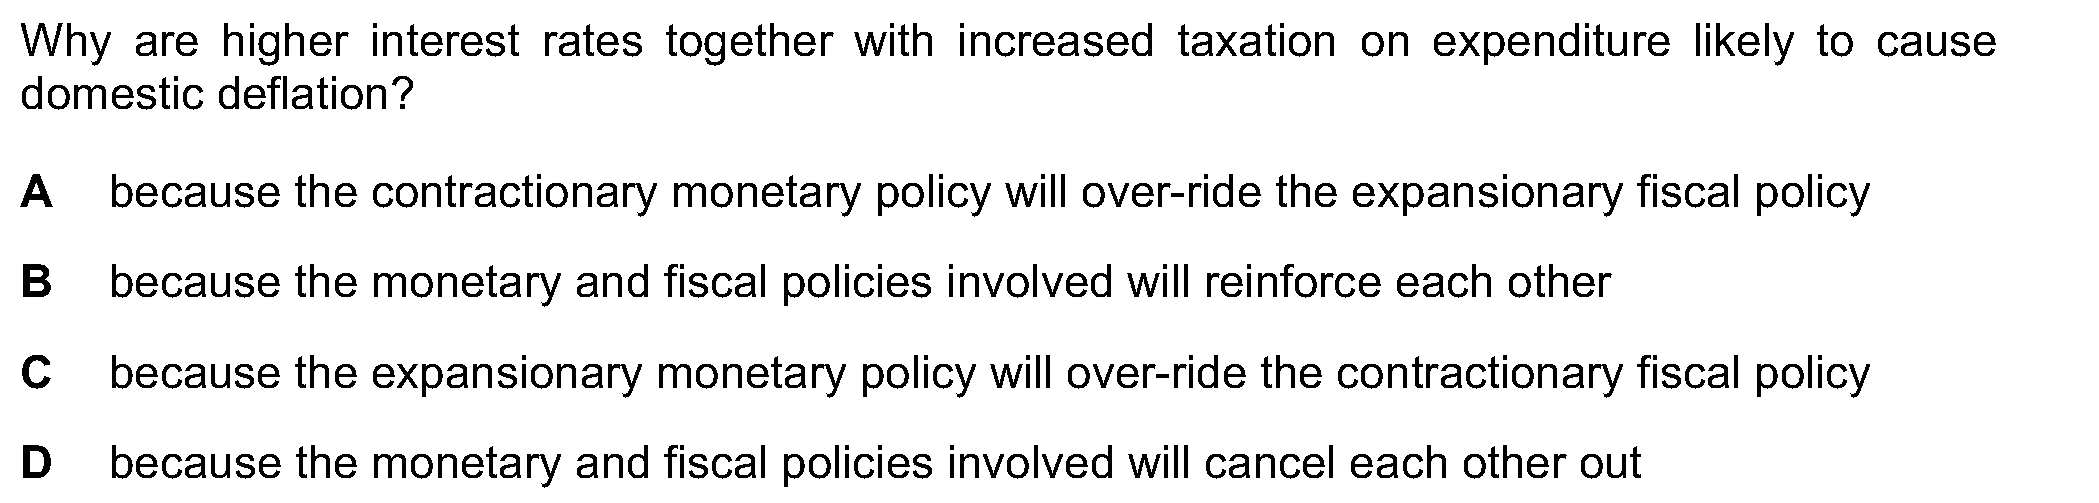 Why are higher interest rates together with increased taxation on expenditure likely to cause
domestic deflation?
A because the contractionary monetary policy will over-ride the expansionary fiscal policy
B because the monetary and fiscal policies involved will reinforce each other
C because the expansionary monetary policy will over-ride the contractionary fiscal policy
D because the monetary and fiscal policies involved will cancel each other out